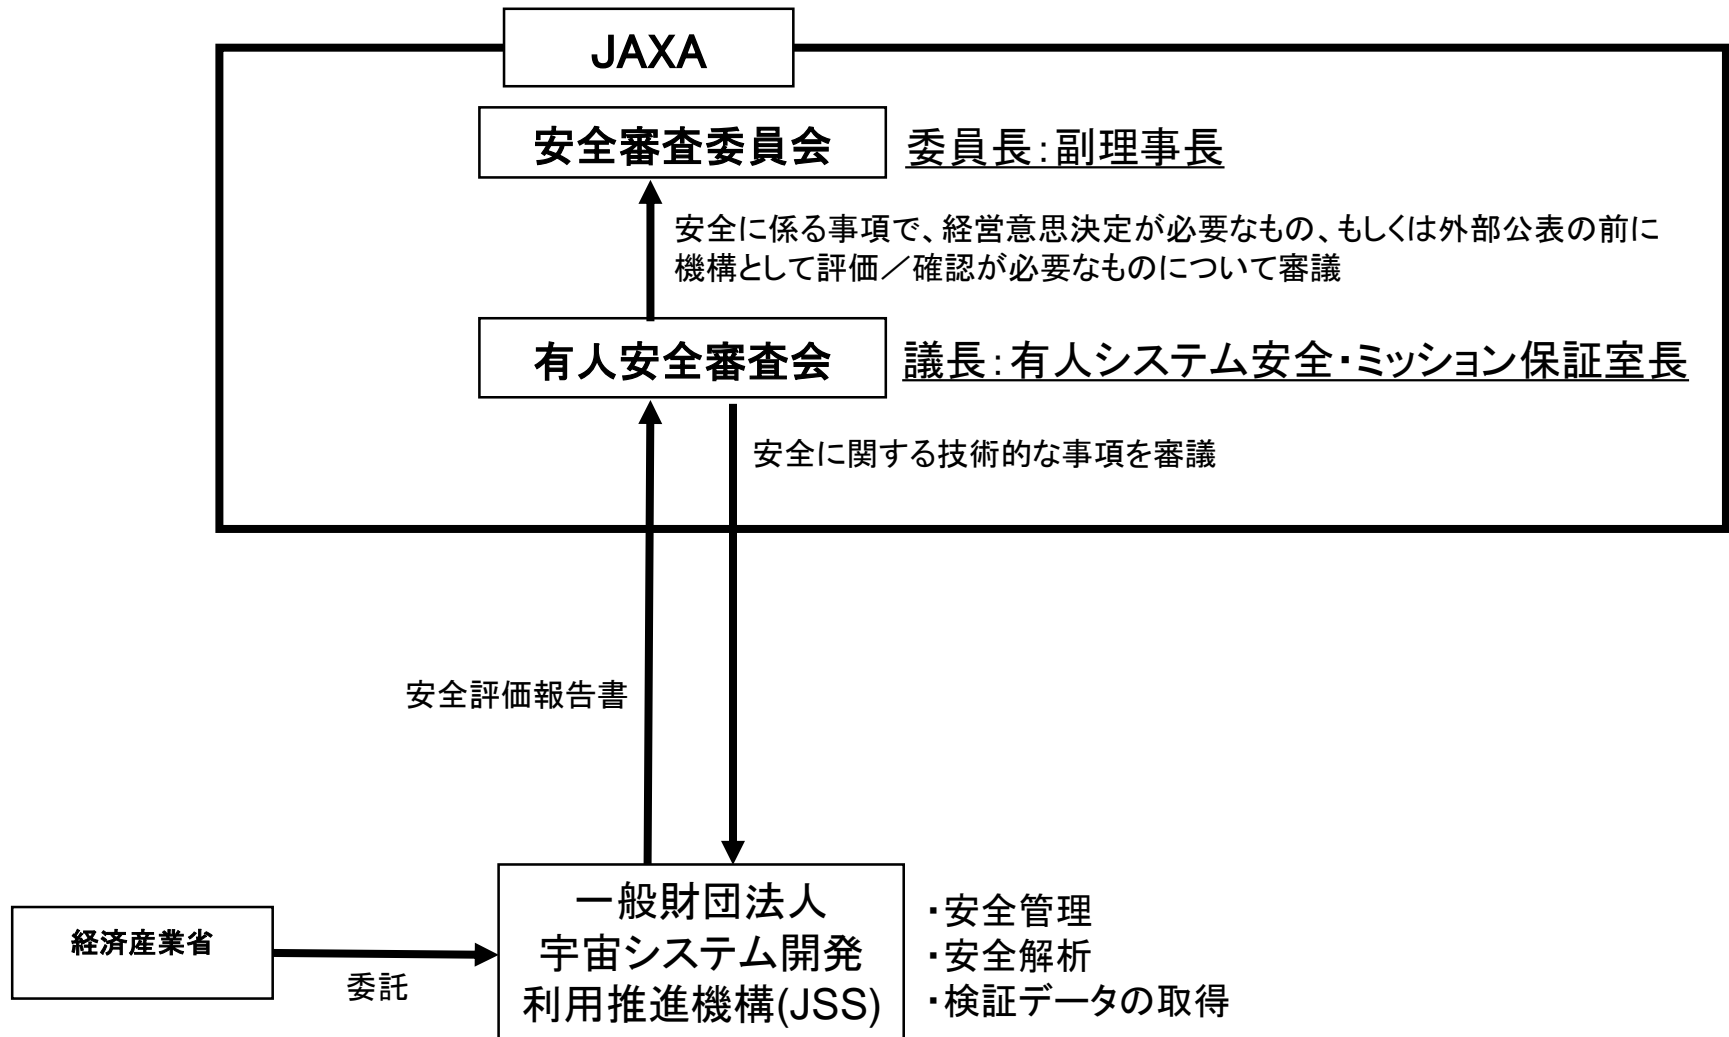 JAXA
安全審査委員会
委員長：副理事長
安全に係る事項で、経営意思決定が必要なもの、もしくは外部公表の前に
機構として評価／確認が必要なものについて審議
有人安全審査会
議長：有人システム安全・ミッション保証室長
安全に関する技術的な事項を審議
安全評価報告書
経済産業省
委託
一般財団法人
宇宙システム開発
利用推進機構(JSS)
・安全管理
・安全解析
・検証データの取得